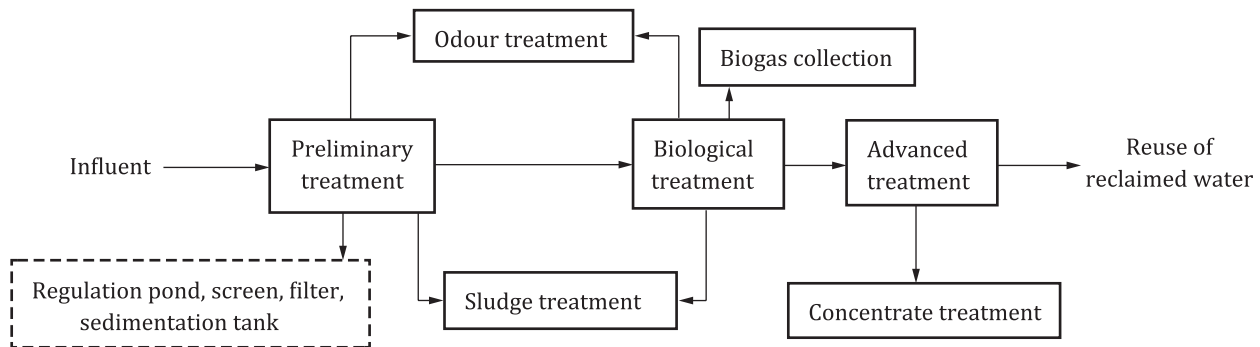 Odour treatment
Biogas collection
Influent
Preliminary
treatment
Biological
treatment
Advanced
treatment
Reuse of
reclaimed water
Regulation pond, screen, filter,
sedimentation tank
Sludge treatment
Concentrate treatment